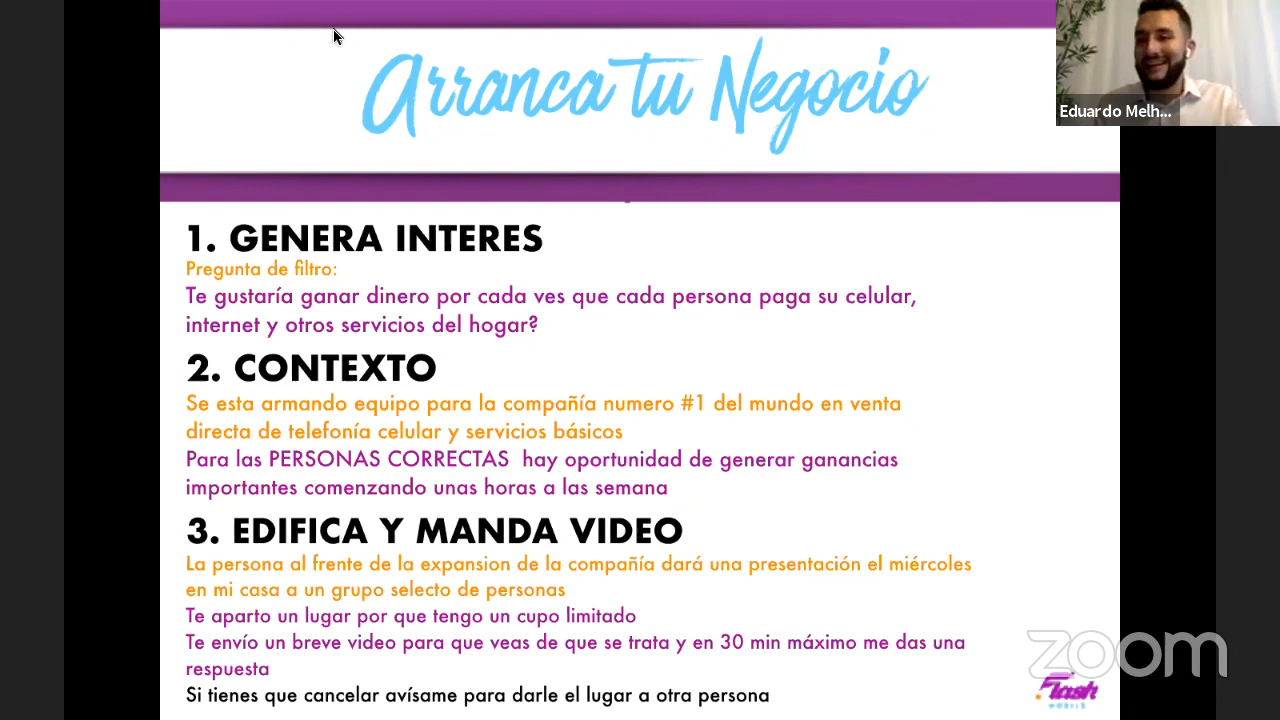 Arranca tu Negocio
Eduardo Melh...
1. GENERA INTERES
Pregunta de filtro:
Te gustaría ganar dinero por cada ves que cada persona paga su celular,
internet y otros servicios del hogar?
2. CONTEXTO
Se esta armando equipo para la compañía numero #1 del mundo en venta
directa de telefonía celular y servicios básicos
Para las PERSONAS CORRECTAS hay oportunidad de generar ganancias
importantes comenzando unas horas a las semana
3. EDIFICA Y MANDA VIDEO
La persona al frente de la expansion de la compañía dará una presentación el miércoles
en mi casa a un grupo selecto de personas
Te aparto un lugar por que tengo un cupo limitado
Te envío un breve video para que veas de que se trata y en 30 min máximo me das una
respuesta
Si tienes que cancelar avísame para darle el lugar a otra persona
zoom
Flash
MOBILE